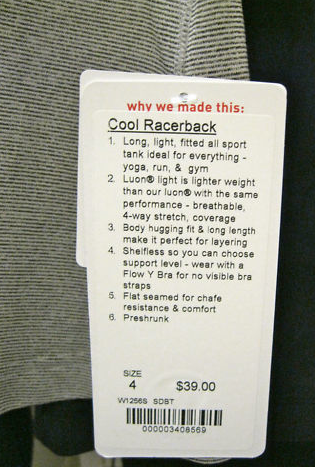 why we made this:
Cool Racerback
1. Long, light, fitted all sport
tank ideal for everything -
yoga, run, & gym
2. Luon® light is lighter weight
than our luon® with the same
performance - breathable,
4-way stretch, coverage
3. Body hugging fit & long length
make it perfect for layering
4. Shelfless so you can choose
support level - wear with a
Flow Y Bra for no visible bra
straps
5. Flat seamed for chafe
resistance & comfort
6. Preshrunk
SIZE
4 $39.00
W1256S SDBT
000003408569